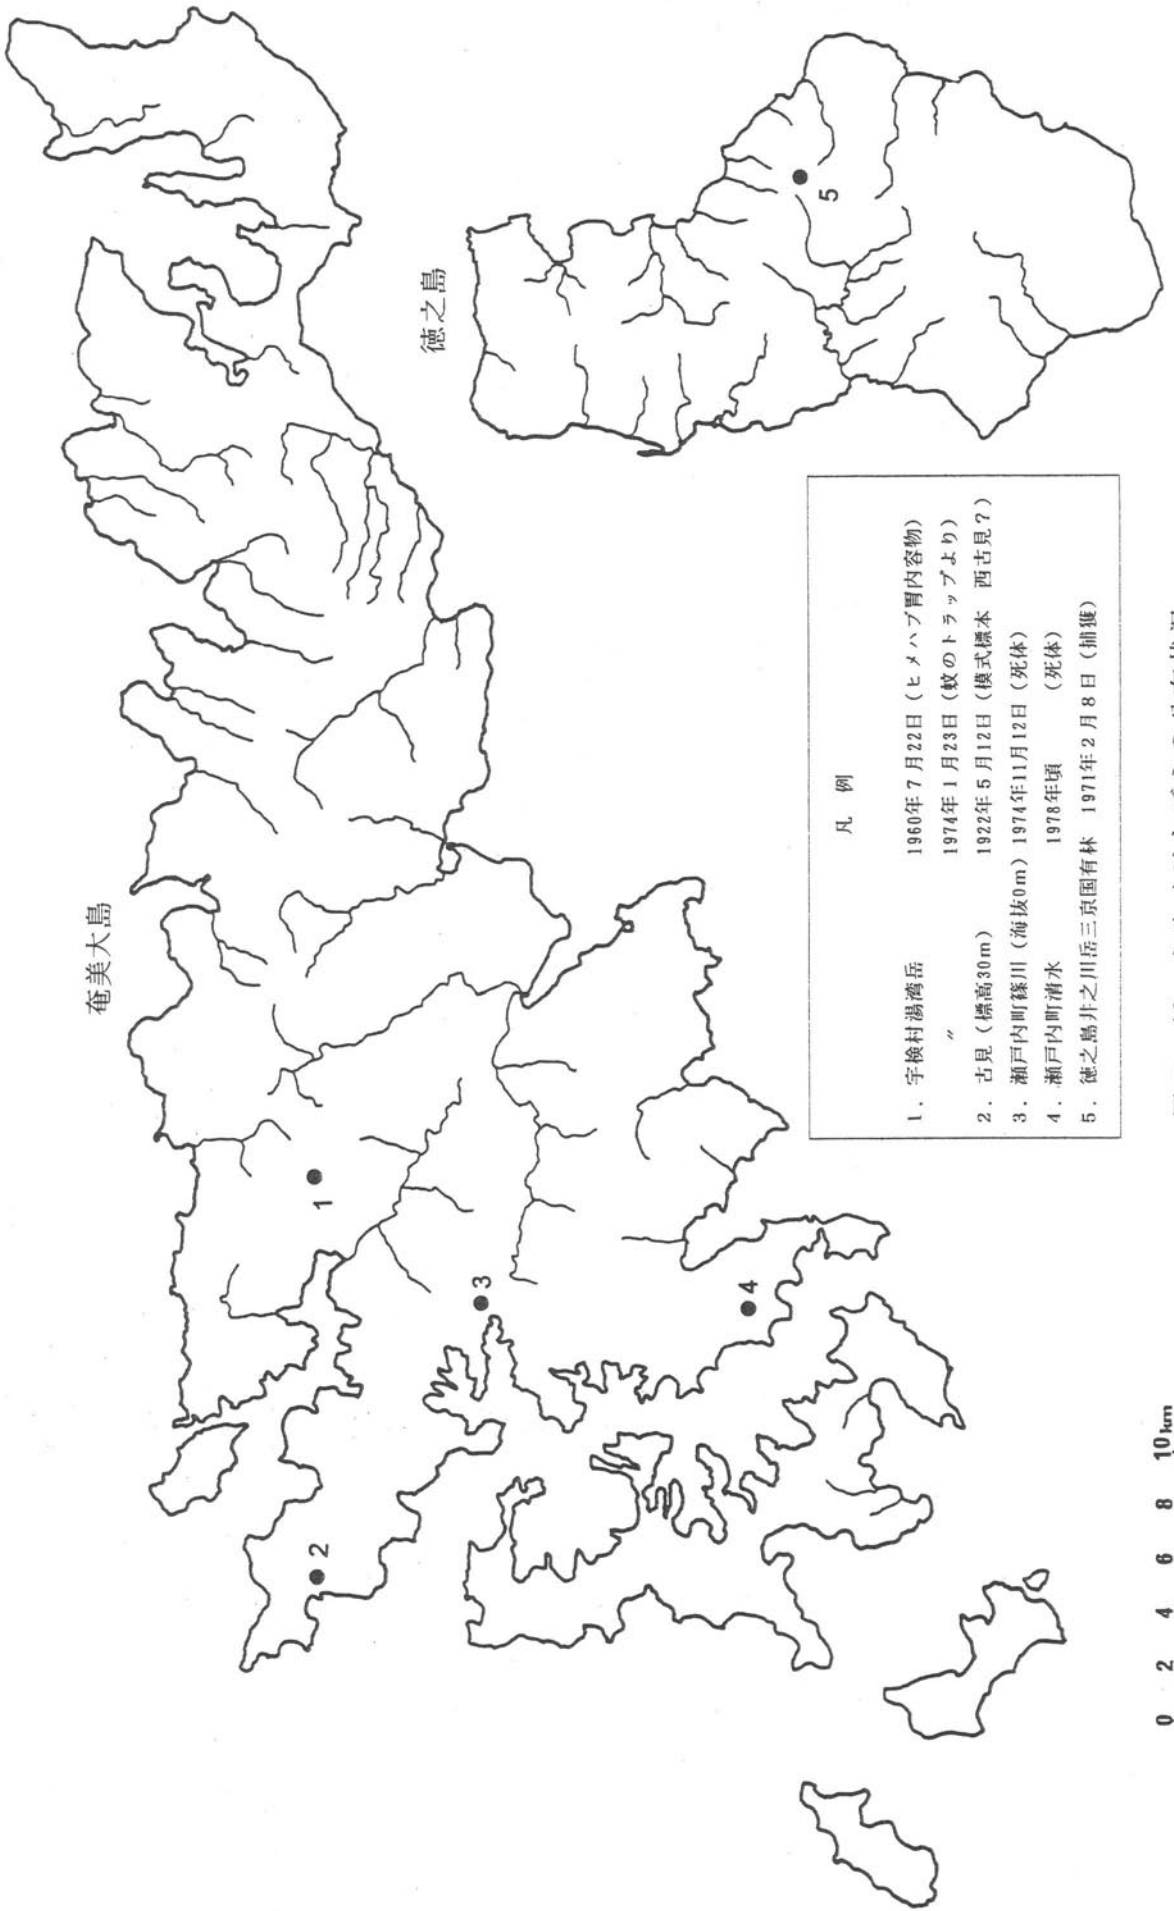 奄美大島
徳之島
1
2
3
4
5
凡 例
1. 宇検村湯湾岳 1960年7月22日（ヒメハブ胃内容物）
〃 1974年1月23日（蚊のトラップより）
2. 古見（標高30m） 1922年5月12日（模式標本 西古見？）
3. 瀬戸内町篠川（海抜0m） 1974年11月12日（死体）
4. 瀬戸内町清水 1978年頃 （死体）
5. 徳之島井之川岳三京国有林 1971年2月8日（捕獲）
0 2 4 6 8 10km